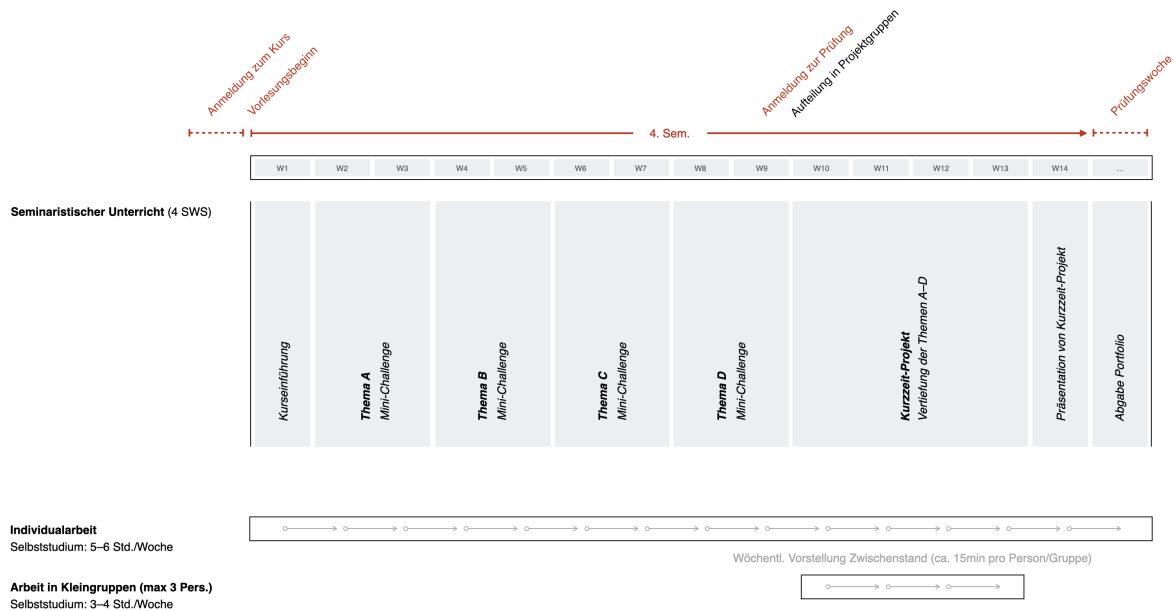 Anmeldung zum Kurs
Vorlesungsbeginn
Anmeldung zur Prüfung
Aufteilung in Projektgruppen
Prüfungswoche
4. Sem.
W1 W2 W3 W4 W5 W6 W7 W8 W9 W10 W11 W12 W13 W14 ...
Seminaristischer Unterricht (4 SWS)
Kurseinführung
Thema A
Mini-Challenge
Thema B
Mini-Challenge
Thema C
Mini-Challenge
Thema D
Mini-Challenge
Kurzzeit-Projekt
Vertiefung der Themen A–D
Präsentation von Kurzzeit-Projekt
Abgabe Portfolio
Individualarbeit
Selbststudium: 5–6 Std./Woche
Wöchentl. Vorstellung Zwischenstand (ca. 15min pro Person/Gruppe)
Arbeit in Kleingruppen (max 3 Pers.)
Selbststudium: 3–4 Std./Woche